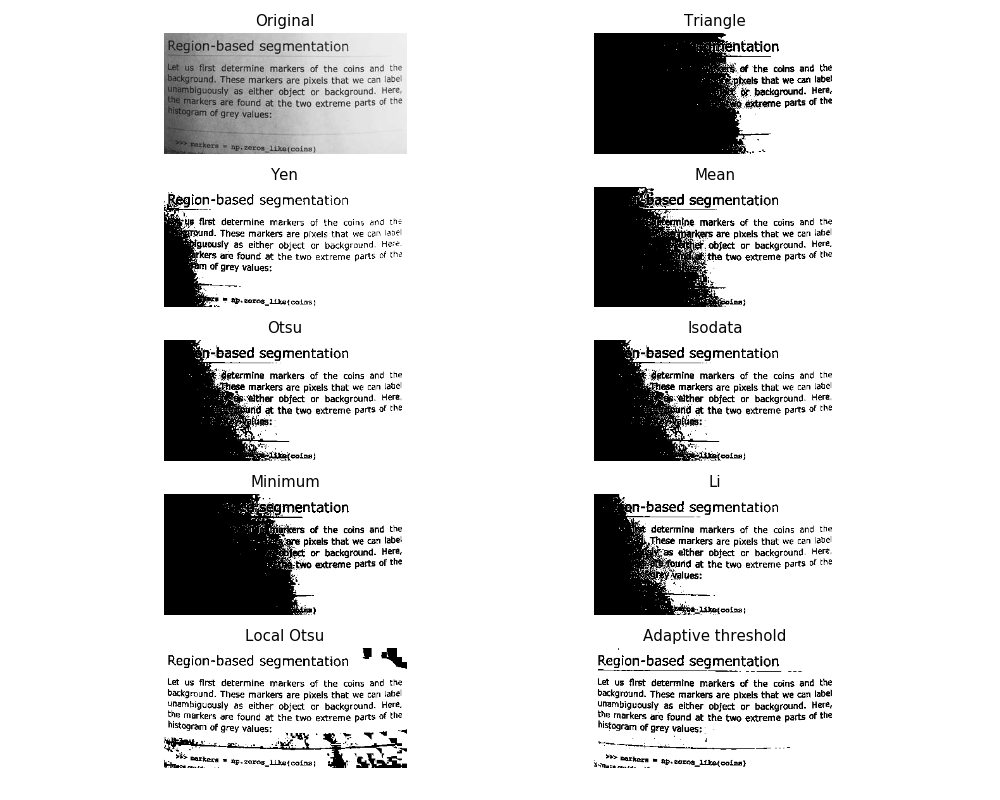 Original
Region-based segmentation
Let us first determine markers of the coins and the
background. These markers are pixels that we can label
unambiguously as either object or background. Here,
the markers are found at the two extreme parts of the
histogram of grey values:
>>> markers = np.zeros_like(coins)
Triangle
mentation
of the coins and the
pixels that we can label
or background. Here,
two extreme parts of the
Yen
Region-based segmentation
us first determine markers of the coins and the
These markers are pixels that we can label
as either object or background. Here,
are found at the two extreme parts of the
of grey values:
= np.zeros_like(coins)
Mean
based segmentation
determine markers of the coins and the
markers are pixels that we can label
either object or background. Here,
at the two extreme parts of the
(coins)
Otsu
on-based segmentation
determine markers of the coins and the
These markers are pixels that we can label
as either object or background. Here,
found at the two extreme parts of the
values:
like(coins)
Isodata
n-based segmentation
determine markers of the coins and the
These markers are pixels that we can label
as either object or background. Here,
found at the two extreme parts of the
values:
like(coins)
Minimum
segmentation
markers of the coins and the
are pixels that we can label
object or background. Here,
the two extreme parts of the
Li
on-based segmentation
determine markers of the coins and the
These markers are pixels that we can label
as either object or background. Here,
found at the two extreme parts of the
grey values:
like(coins)
Local Otsu
Region-based segmentation
Let us first determine markers of the coins and the
background. These markers are pixels that we can label
unambiguously as either object or background. Here,
the markers are found at the two extreme parts of the
histogram of grey values:
>>> markers = np.zeros_like(coins)
Adaptive threshold
Region-based segmentation
Let us first determine markers of the coins and the
background. These markers are pixels that we can label
unambiguously as either object or background. Here,
the markers are found at the two extreme parts of the
histogram of grey values:
>>> markers = np.zeros_like(coins)